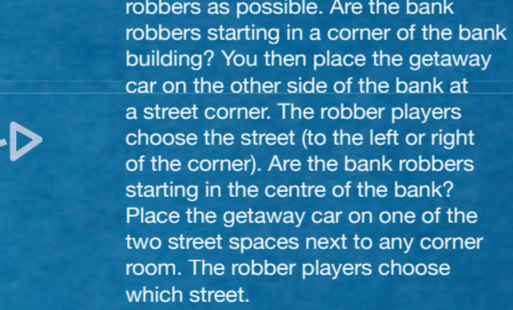 robbers as possible. Are the bank
robbers starting in a corner of the bank
building? You then place the getaway
car on the other side of the bank at
a street corner. The robber players
choose the street (to the left or right
of the corner). Are the bank robbers
starting in the centre of the bank?
Place the getaway car on one of the
two street spaces next to any corner
room. The robber players choose
which street.